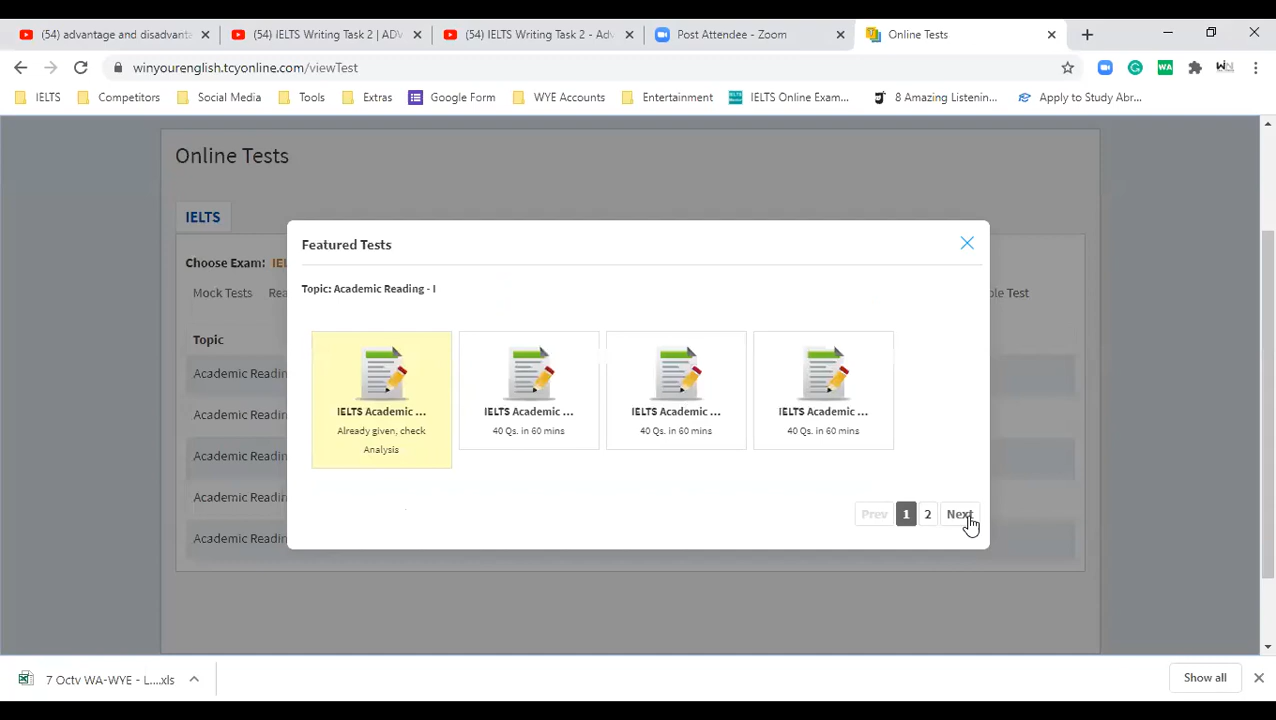 (54) advantage and disadvanta
(54) IELTS Writing Task 2 | ADV
(54) IELTS Writing Task 2 - Adv
Post Attendee - Zoom
Online Tests
winyourenglish.tcyonline.com/viewTest
WA
IELTS
Competitors
Social Media
Tools
Extras
Google Form
WYE Accounts
Entertainment
IELTS Online Exam...
8 Amazing Listenin...
Apply to Study Abr...
Online Tests
IELTS
Choose Exam: IE
Mock Tests
Rea
ple Test
Featured Tests
Topic: Academic Reading - I
Topic
Academic Readin
Academic Readin
Academic Readin
Academic Readin
Academic Readin
IELTS Academic ...
Already given, check
Analysis
IELTS Academic ...
40 Qs. in 60 mins
IELTS Academic ...
40 Qs. in 60 mins
IELTS Academic ...
40 Qs. in 60 mins
Prev
1
2
Next
7 Octv WA-WYE - L....xls
Show all